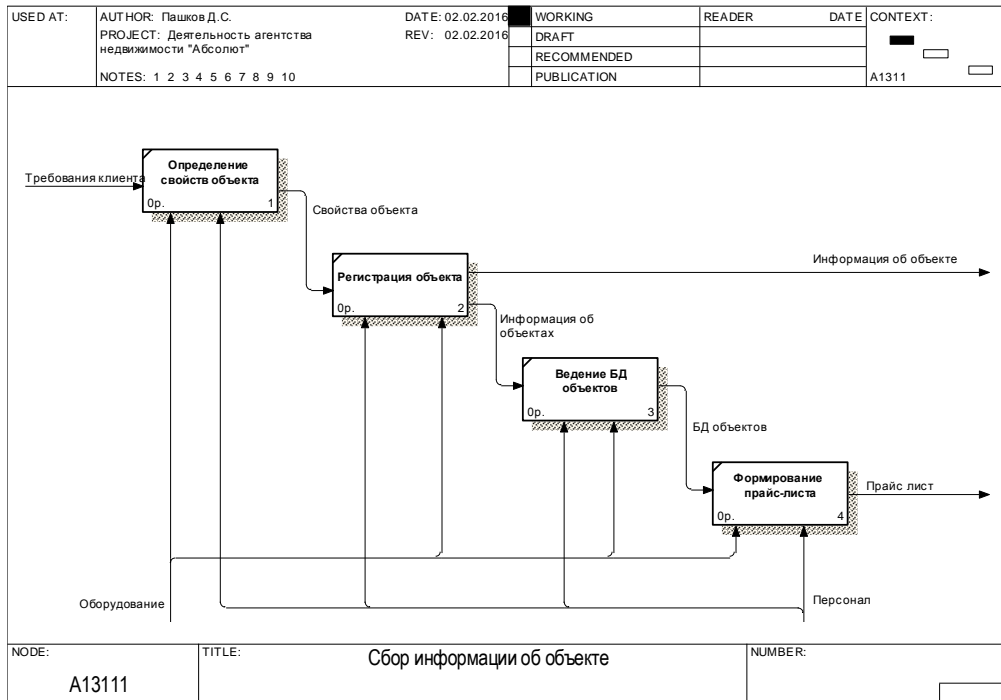 USED AT:
AUTHOR: Пашков Д.С.
DATE: 02.02.2016
PROJECT: Деятельность агентства
недвижимости "Абсолют"
REV: 02.02.2016
NOTES: 1 2 3 4 5 6 7 8 9 10
WORKING
DRAFT
RECOMMENDED
PUBLICATION
READER DATE
CONTEXT:
A1311
Требования клиента
Определение
свойств объекта
0р. 1
Свойства объекта
Регистрация объекта
0р. 2
Информация об объекте
Информация об
объектах
Ведение БД
объектов
0р. 3
БД объектов
Формирование
прайс-листа
0р. 4
Прайс лист
Оборудование
Персонал
NODE:
A13111
TITLE:
Сбор информации об объекте
NUMBER: